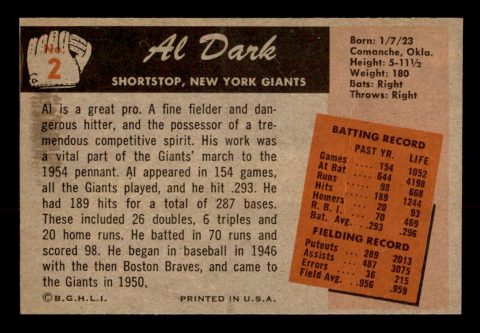 No. 2
Al Dark
SHORTSTOP, NEW YORK GIANTS
Born: 1/7/23
Comanche, Okla.
Height: 5-11½
Weight: 180
Bats: Right
Throws: Right
Al is a great pro. A fine fielder and dan-
gerous hitter, and the possessor of a tre-
mendous competitive spirit. His work was
a vital part of the Giants' march to the
1954 pennant. Al appeared in 154 games,
all the Giants played, and he hit .293. He
had 189 hits for a total of 287 bases.
These included 26 doubles, 6 triples and
20 home runs. He batted in 70 runs and
scored 98. He began in baseball in 1946
with the then Boston Braves, and came to
the Giants in 1950.
©B.G.H.L.I. PRINTED IN U.S.A.
BATTING RECORD
PAST YR. LIFE
Games 154 1052
At Bat 644 4198
Runs 98 668
Hits 189 1244
Homers 20 93
R. B. I. 70 469
Bat. Avg. .293 .296
FIELDING RECORD
Putouts 289 2013
Assists 487 3075
Errors 36 215
Field Avg. .956 .959